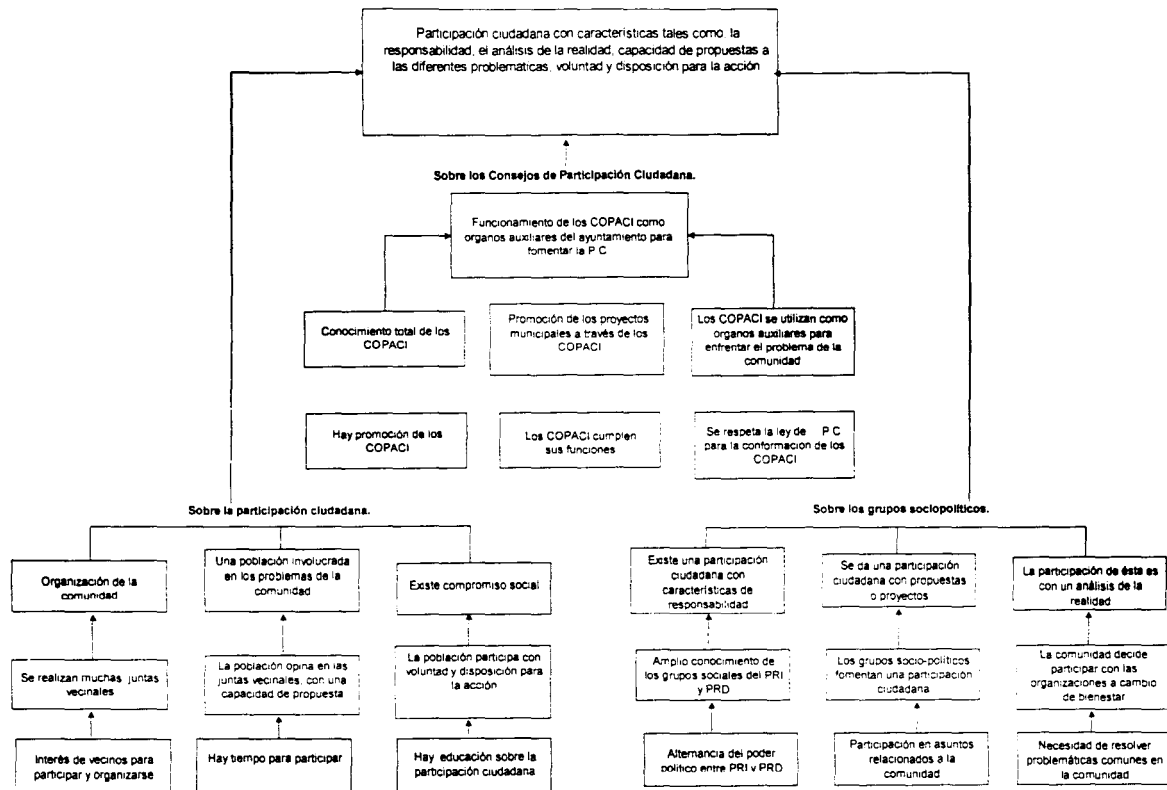 Participación ciudadana con características tales como: la
responsabilidad, el análisis de la realidad, capacidad de propuestas a
las diferentes problematicas, voluntad y disposición para la acción
Sobre los Consejos de Participación Ciudadana.
Funcionamiento de los COPACI como
organos auxiliares del ayuntamiento para
fomentar la P C
Conocimiento total de los
COPACI
Promoción de los proyectos
municipales a través de los
COPACI
Los COPACI se utilizan como
organos auxiliares para
enfrentar el problema de la
comunidad
Hay promoción de los
COPACI
Los COPACI cumplen
sus funciones
Se respeta la ley de P C
para la conformación de los
COPACI
Sobre la participación ciudadana.
Organización de la
comunidad
Una población involucrada
en los problemas de la
comunidad
Existe compromiso social
Se realizan muchas juntas
vecinales
La población opina en las
juntas vecinales, con una
capacidad de propuesta
La población participa con
voluntad y disposición para
la acción
Interés de vecinos para
participar y organizarse
Hay tiempo para participar
Hay educación sobre la
participación ciudadana
Sobre los grupos sociopolíticos.
Existe una participación
ciudadana con
características de
responsabilidad
Se da una participación
ciudadana con propuestas
o proyectos
La participación de ésta es
con un análisis de la
realidad
Amplio conocimiento de
los grupos sociales del PRI
y PRD
Los grupos socio-políticos
fomentan una participación
ciudadana
La comunidad decide
participar con las
organizaciones a cambio
de bienestar
Alternancia del poder
político entre PRI y PRD
Participación en asuntos
relacionados a la
comunidad
Necesidad de resolver
problemáticas comunes en
la comunidad